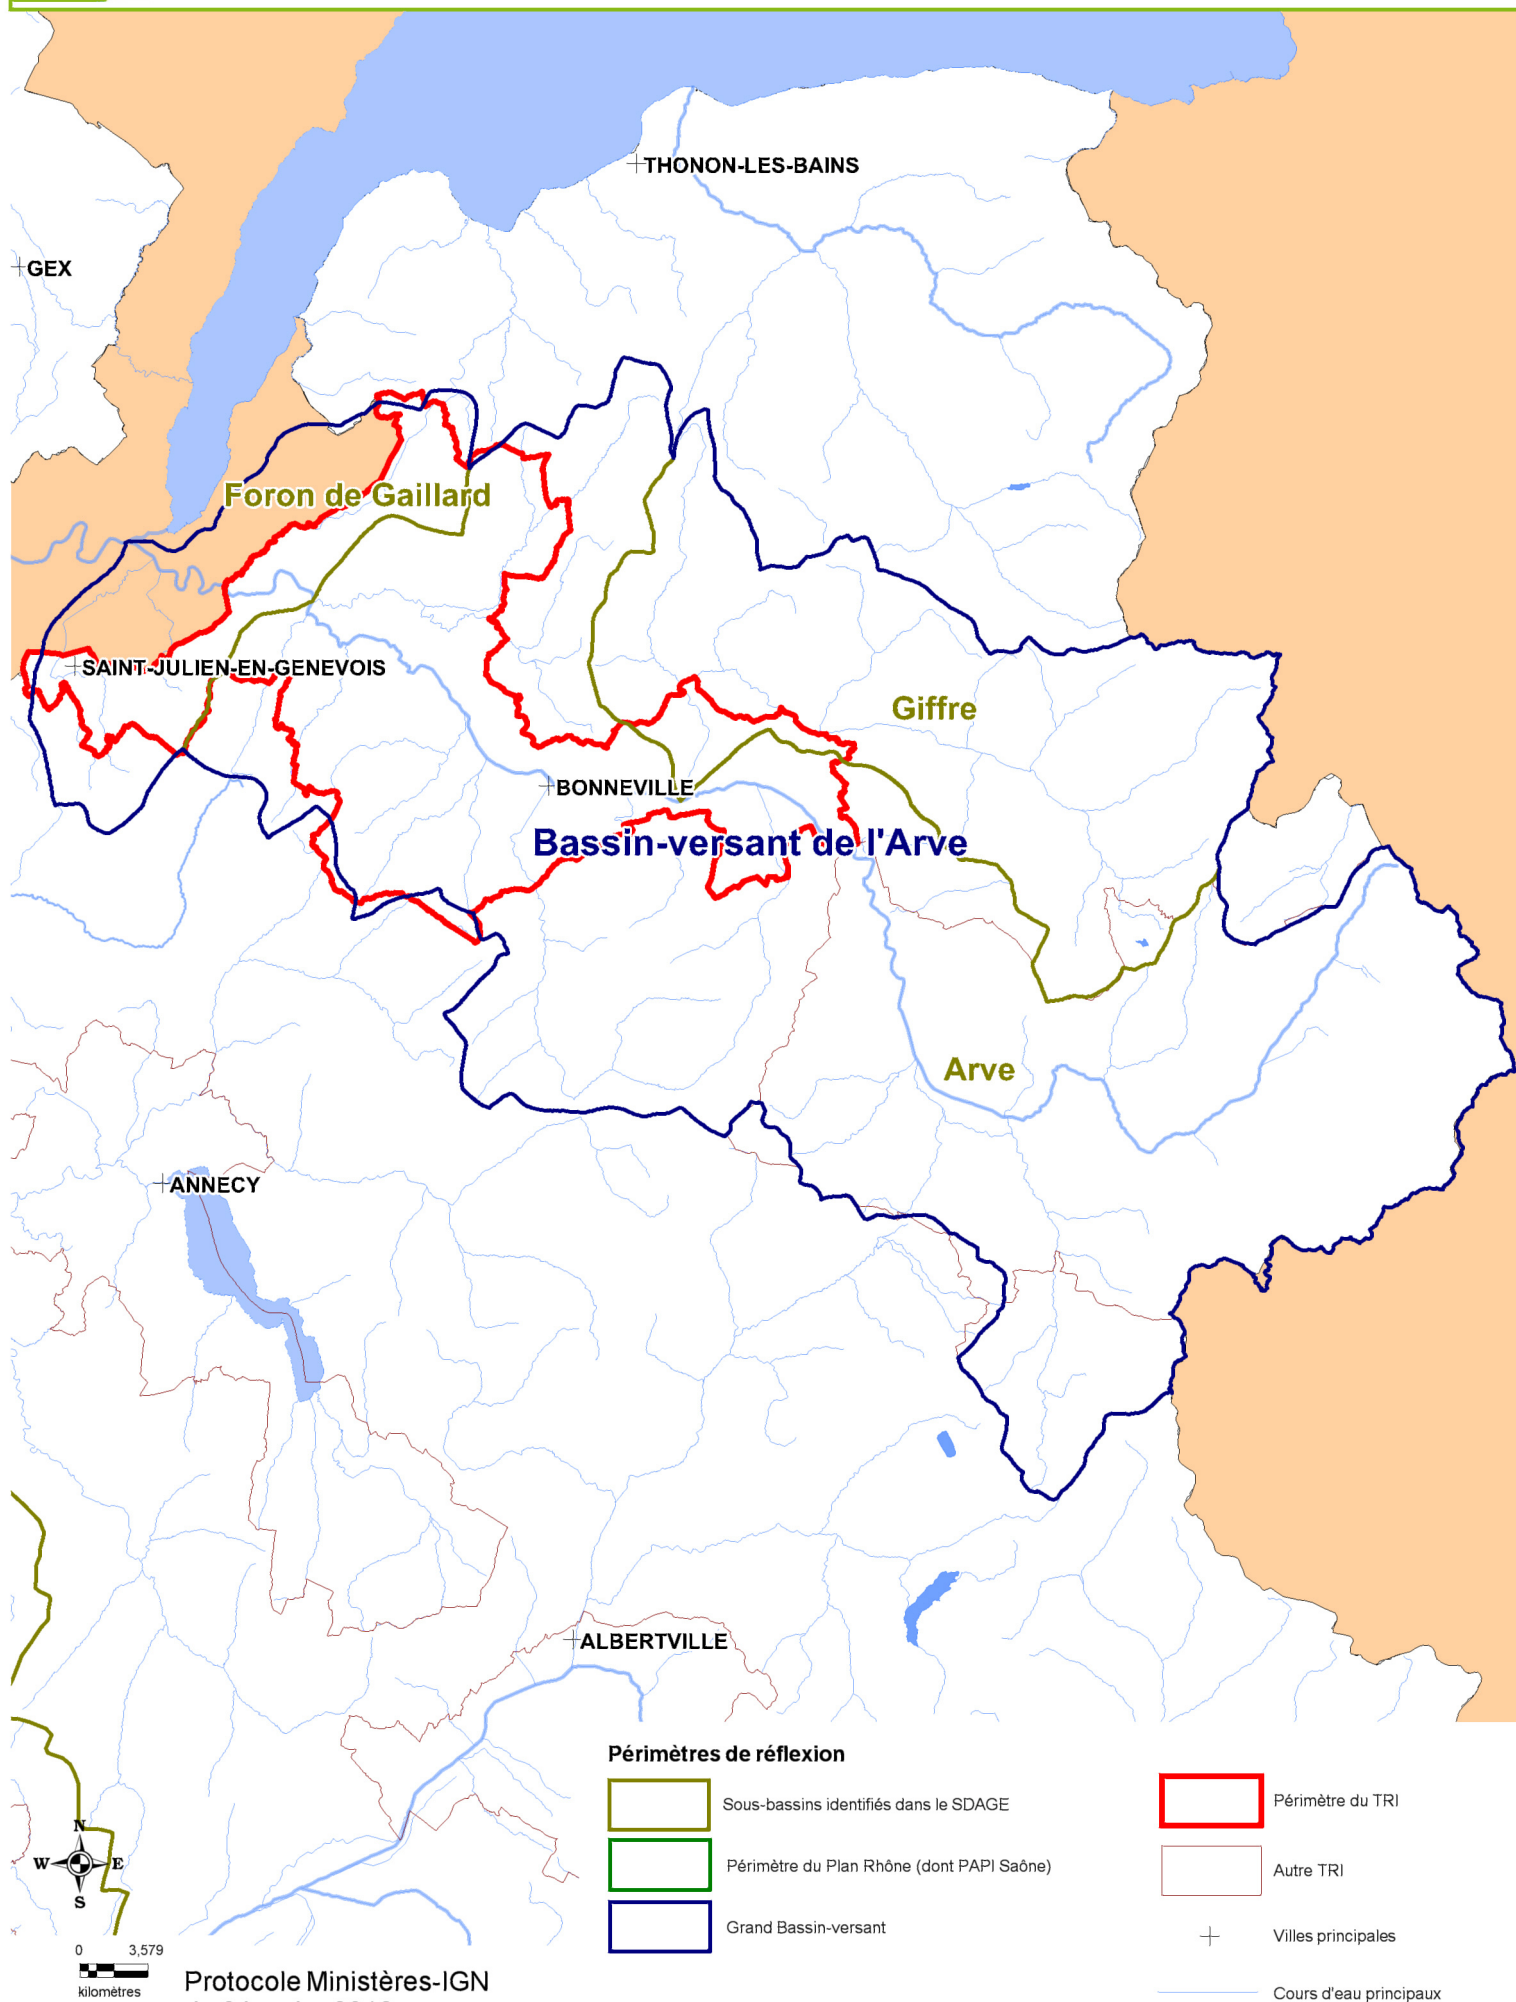 THONON-LES-BAINS
GEX
Foron de Gaillard
SAINT-JULIEN-EN-GENEVOIS
Giffre
BONNEVILLE
Bassin-versant de l'Arve
Arve
ANNECY
ALBERTVILLE
Périmètres de réflexion
Sous-bassins identifiés dans le SDAGE
Périmètre du TRI
Périmètre du Plan Rhône (dont PAPI Saône)
Autre TRI
Grand Bassin-versant
Villes principales
Cours d'eau principaux
N
W E
S
0 3,579
kilomètres
Protocole Ministères-IGN